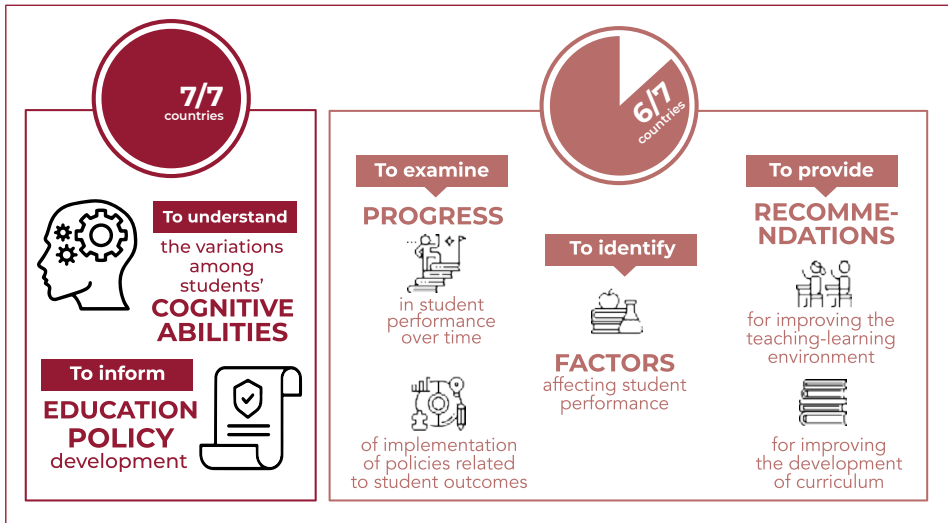 7/7
countries
To understand
the variations
among
students’
COGNITIVE
ABILITIES
To inform
EDUCATION
POLICY
development
6/7
countries
To examine
PROGRESS
in student
performance
over time
of implementation
of policies related
to student outcomes
To identify
FACTORS
affecting student
performance
To provide
RECOMME-
NDATIONS
for improving the
teaching-learning
environment
for improving
the development
of curriculum